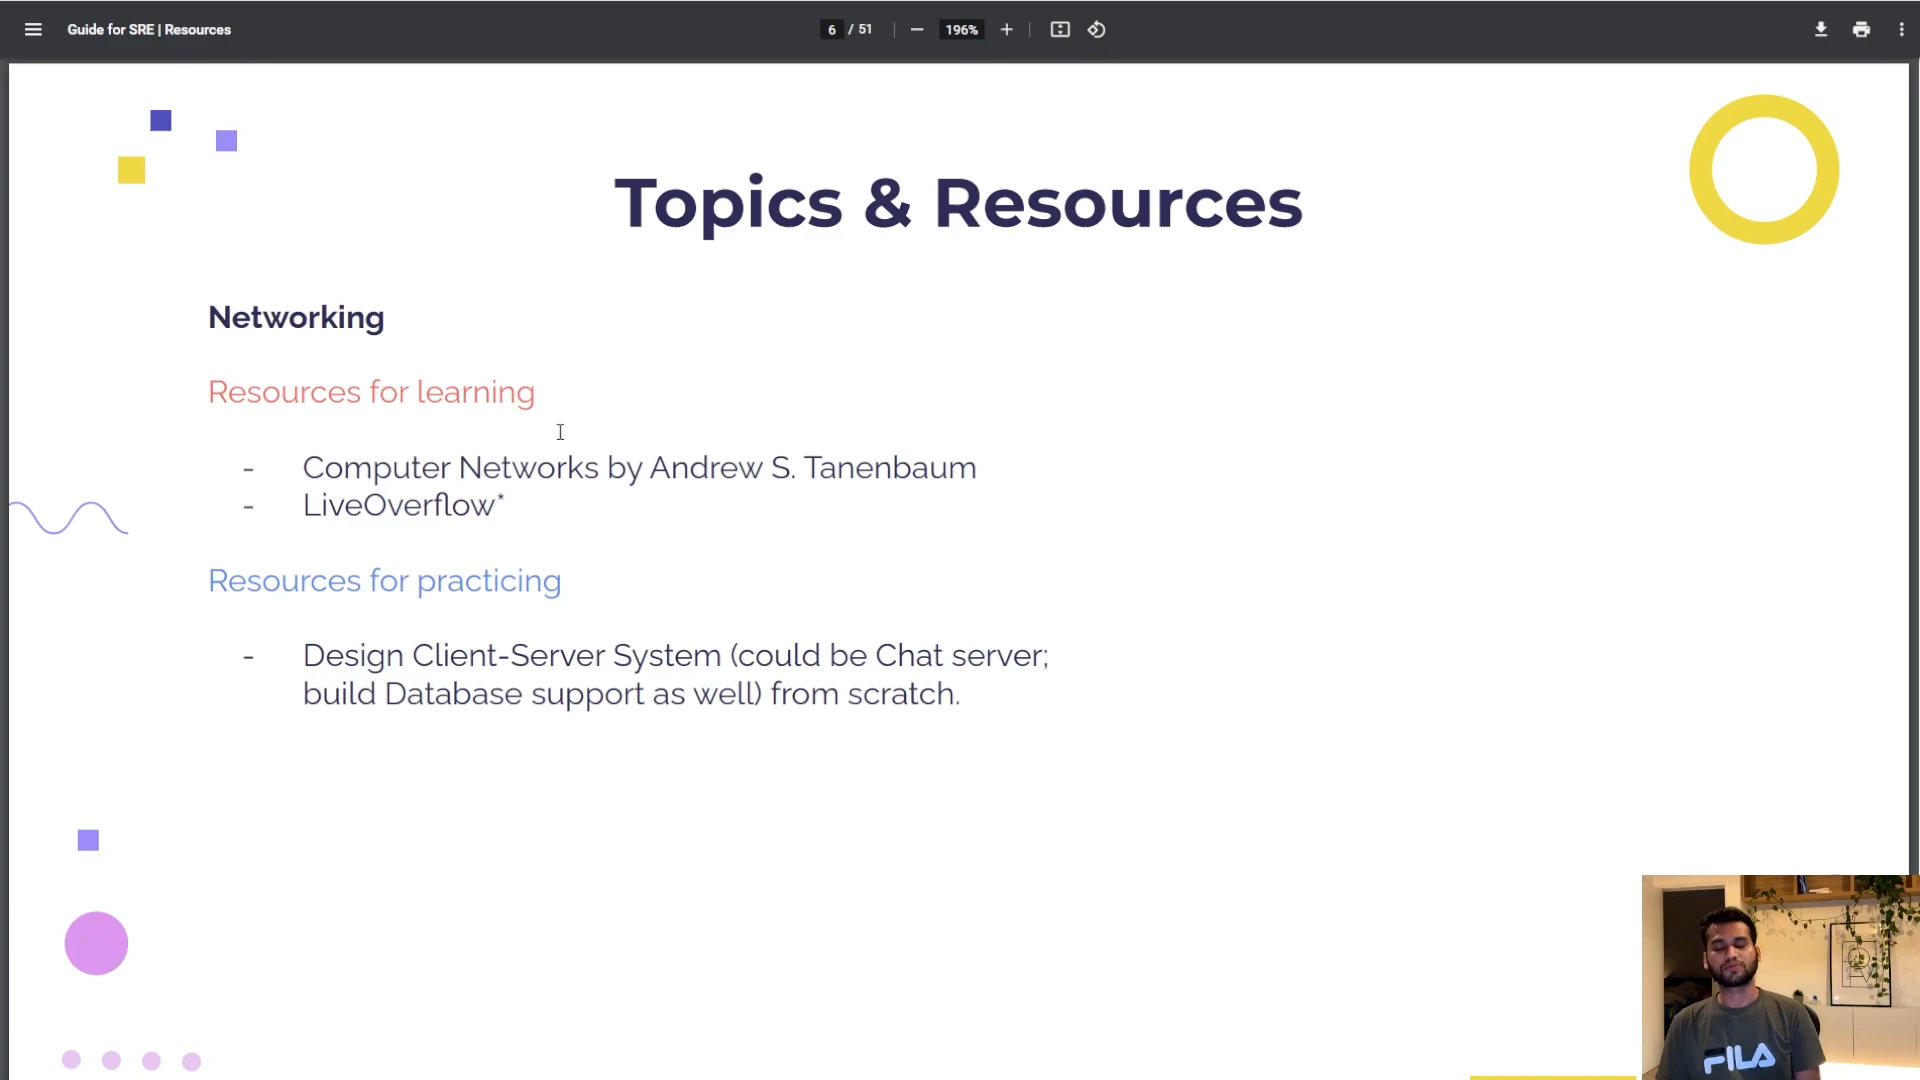 Guide for SRE | Resources
6 / 51
196%
Topics & Resources
Networking
Resources for learning
- Computer Networks by Andrew S. Tanenbaum
- LiveOverflow*
Resources for practicing
- Design Client-Server System (could be Chat server;
build Database support as well) from scratch.
FILA